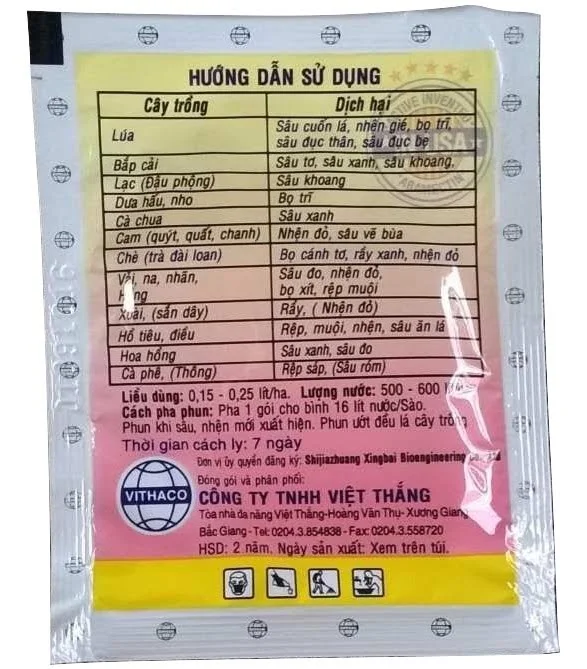 HƯỚNG DẪN SỬ DỤNG
Cây trồng Dịch hại
Lúa Sâu cuốn lá, nhện gié, bọ trĩ,
sâu đục thân, sâu đục bẹ
Bắp cải Sâu tơ, sâu xanh, sâu khoang,
Lạc (Đậu phộng) Sâu khoang
Dưa hấu, nho Bọ trĩ
Cà chua Sâu xanh
Cam (quýt, quất, chanh) Nhện đỏ, sâu vẽ bùa
Chè (trà dài loan) Bọ cánh tơ, rầy xanh, nhện đỏ
Vải, na, nhãn, Sâu đo, nhện đỏ,
bọ xít, rệp muội
Xoài, (sắn dây) Rầy, ( Nhện đỏ)
Hồ tiêu, điều Rệp, muội, nhện, sâu ăn lá
Hoa hồng Sâu xanh, sâu đo
Cà phê, (Thông) Rệp sáp, (Sâu róm)
Liều dùng: 0,15 - 0,25 lít/ha. Lượng nước: 500 - 600
Cách pha phun: Pha 1 gói cho bình 16 lít nước/Sào.
Phun khi sâu, nhện mới xuất hiện. Phun ướt đều lá cây trồng
Thời gian cách ly: 7 ngày
Đơn vị ủy quyền đăng ký: Shijiazhuang Xingbai Bioengineering
Đóng gói và phân phối:
VITHACO
CÔNG TY TNHH VIỆT THẮNG
Tòa nhà đa năng Việt Thắng-Hoàng Văn Thụ- Xương Giang
Bắc Giang - Tel: 0204.3.854838 - Fax: 0204.3.558720
HSD: 2 năm. Ngày sản xuất: Xem trên túi.